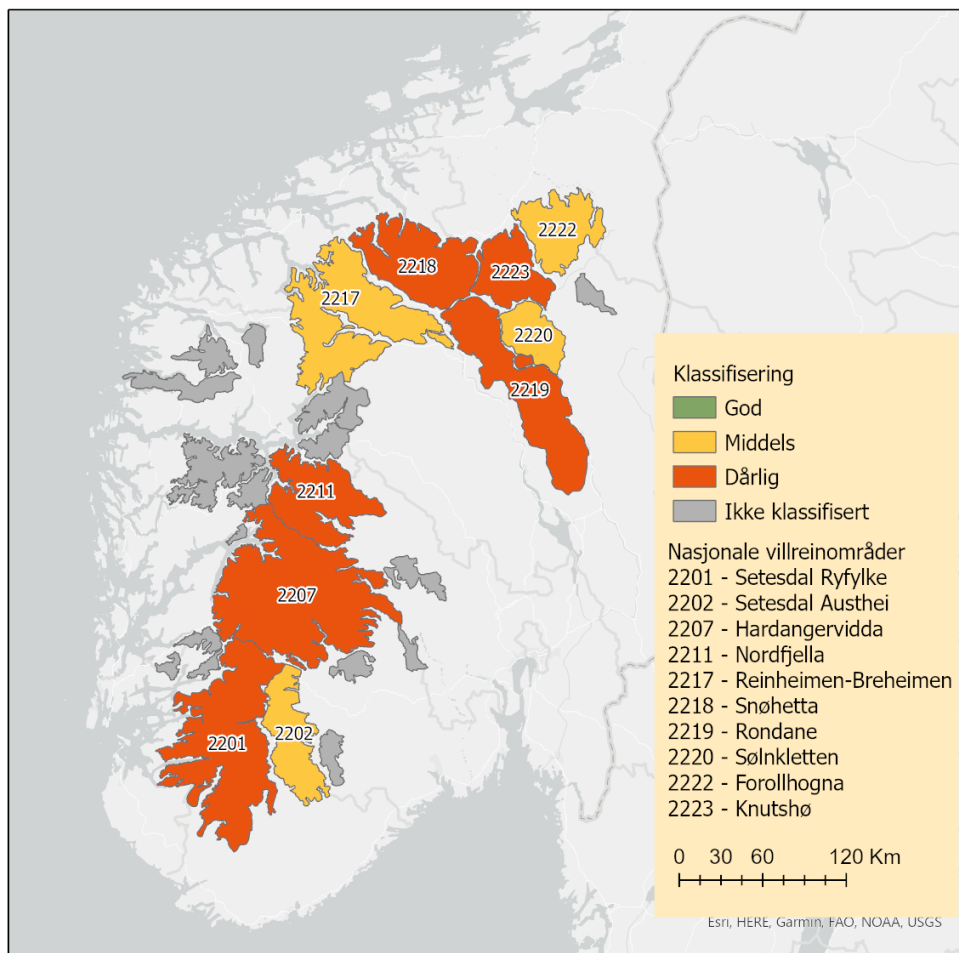 2222
2218
2223
2217
2220
2219
2211
2207
2202
2201
Klassifisering
God
Middels
Dårlig
Ikke klassifisert
Nasjonale villreinområder
2201 - Setesdal Ryfylke
2202 - Setesdal Austhei
2207 - Hardangervidda
2211 - Nordfjella
2217 - Reinheimen-Breheimen
2218 - Snøhetta
2219 - Rondane
2220 - Sølnkletten
2222 - Forollhogna
2223 - Knutshø
0 30 60 120 Km
Esri, HERE, Garmin, FAO, NOAA, USGS